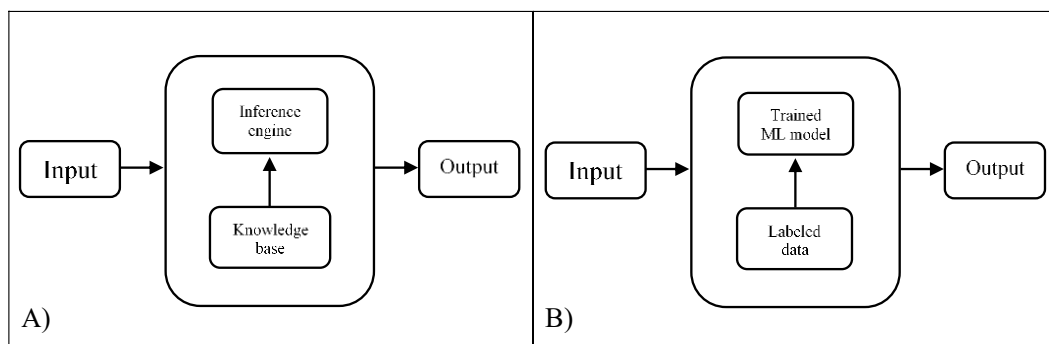 Input
Inference
engine
Knowledge
base
Output
A)
Input
Trained
ML model
Labeled
data
Output
B)